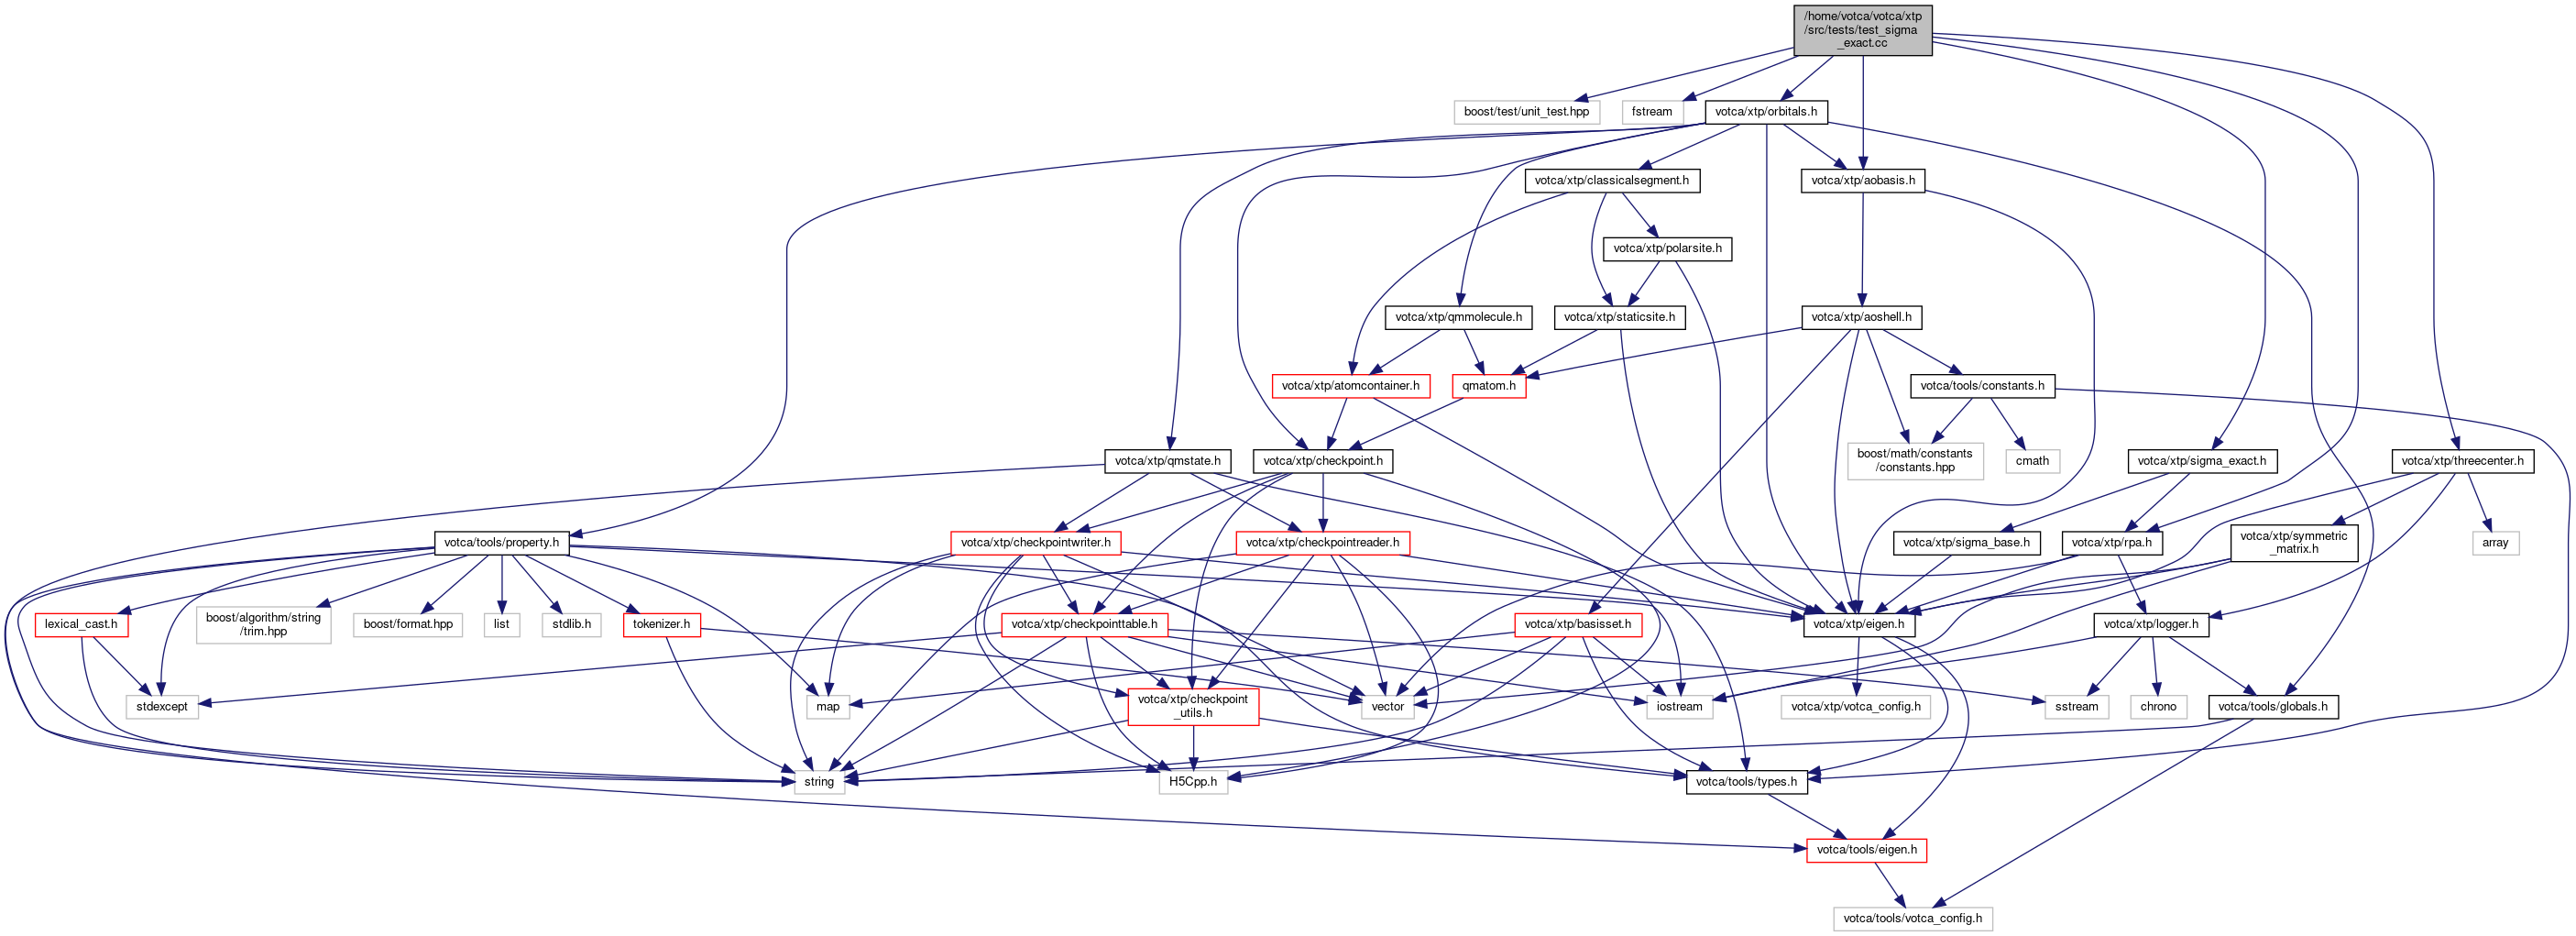 /home/votca/votca/xtp
/src/tests/test_sigma
_exact.cc
boost/test/unit_test.hpp
fstream
votca/xtp/orbitals.h
votca/xtp/classicalsegment.h
votca/xtp/aobasis.h
votca/xtp/polarsite.h
votca/xtp/qmmolecule.h
votca/xtp/staticsite.h
votca/xtp/aoshell.h
votca/xtp/atomcontainer.h
qmatom.h
votca/tools/constants.h
votca/xtp/qmstate.h
votca/xtp/checkpoint.h
boost/math/constants
/constants.hpp
cmath
votca/xtp/sigma_exact.h
votca/xtp/threecenter.h
votca/tools/property.h
votca/xtp/checkpointwriter.h
votca/xtp/checkpointreader.h
votca/xtp/sigma_base.h
votca/xtp/rpa.h
votca/xtp/symmetric
_matrix.h
array
lexical_cast.h
boost/algorithm/string
/trim.hpp
boost/format.hpp
list
stdlib.h
tokenizer.h
votca/xtp/checkpointtable.h
votca/xtp/basisset.h
votca/xtp/eigen.h
votca/xtp/logger.h
stdexcept
map
votca/xtp/checkpoint
_utils.h
vector
iostream
votca/xtp/votca_config.h
sstream
chrono
votca/tools/globals.h
string
H5Cpp.h
votca/tools/types.h
votca/tools/eigen.h
votca/tools/votca_config.h